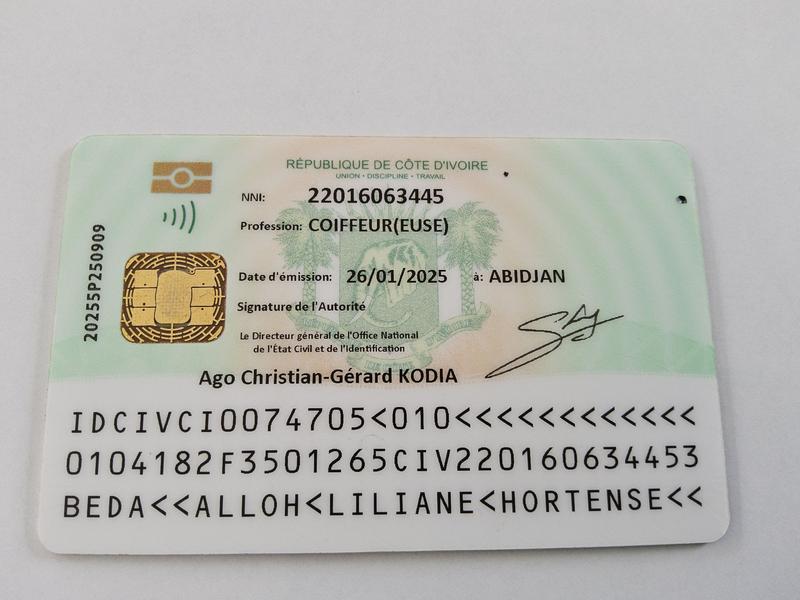 RÉPUBLIQUE DE CÔTE D'IVOIRE
UNION • DISCIPLINE • TRAVAIL
NNI: 22016063445
Profession: COIFFEUR(EUSE)
20255P250909
Date d'émission: 26/01/2025 à: ABIDJAN
Signature de l'Autorité
Le Directeur général de l'Office National
de l'État Civil et de l'Identification
Ago Christian-Gérard KODIA
IDCIVCI0074705<010<<<<<<<<<<<<
0104182F3501265CIV220160634453
BEDA<<ALLOH<LILIANE<HORTENSE<<